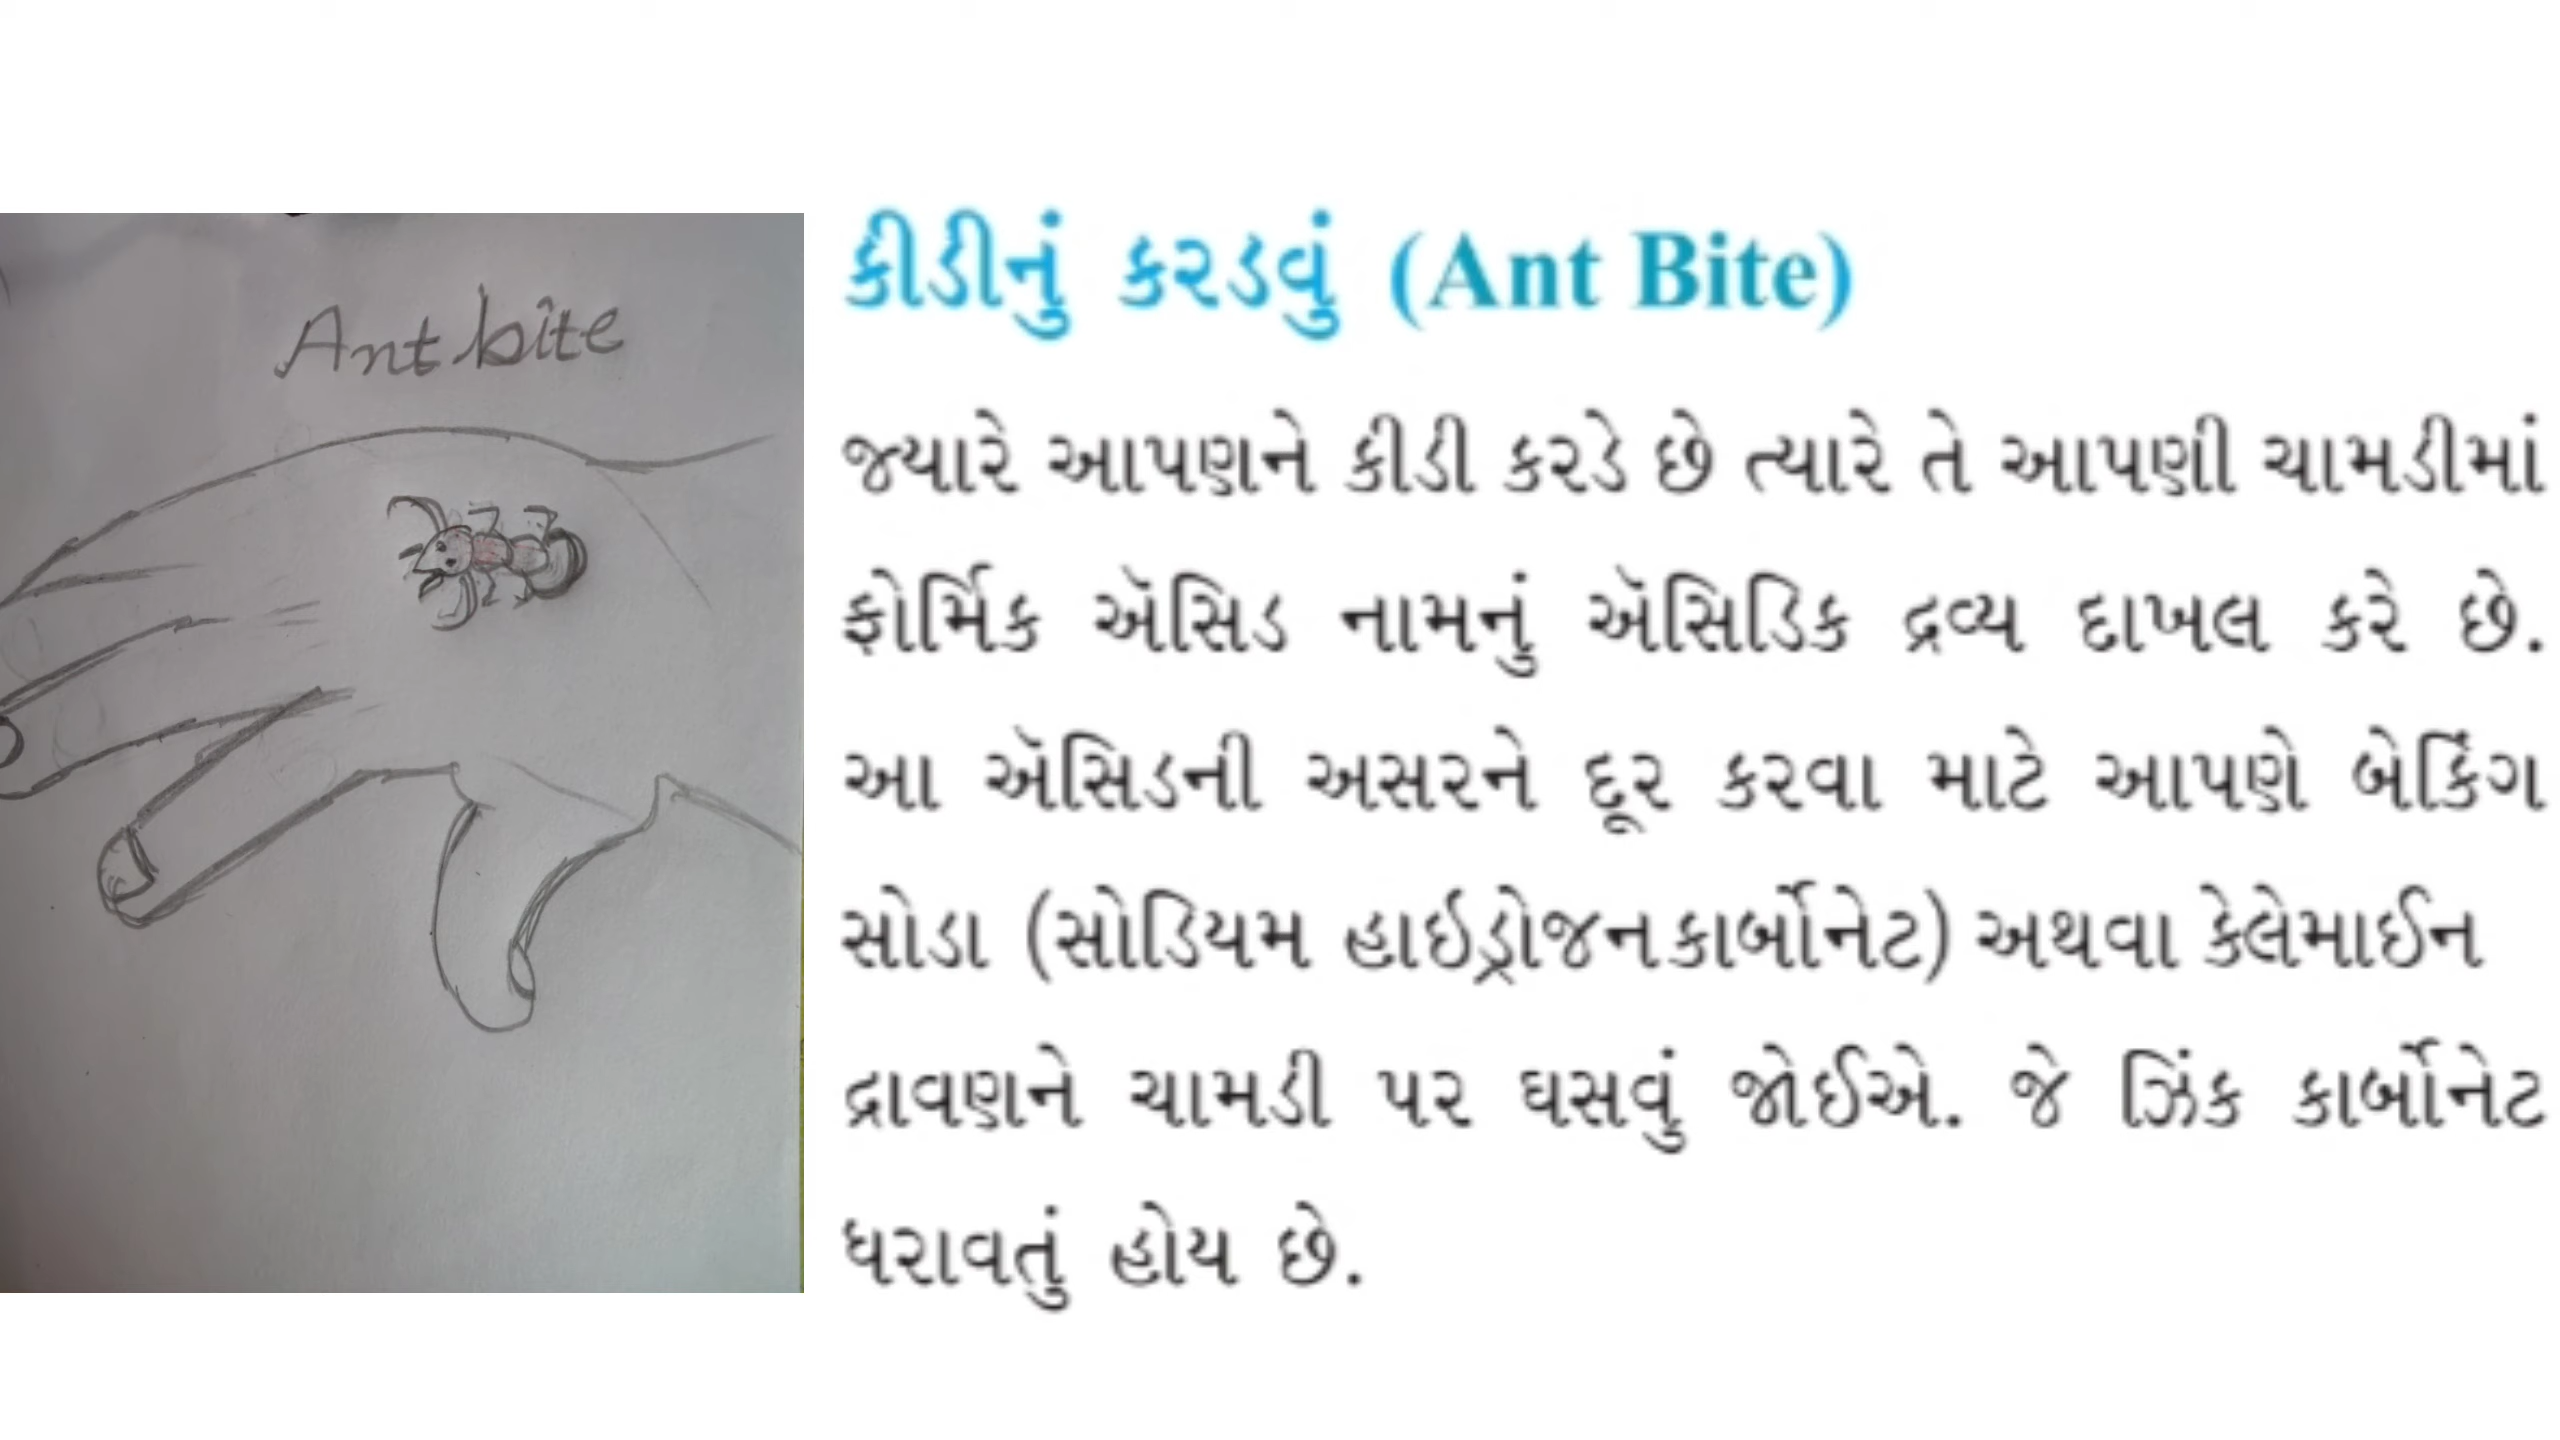 Ant bite
કીડીનું કરડવું (Ant Bite)
જ્યારે આપણને કીડી કરડે છે ત્યારે તે આપણી ચામડીમાં
ફોર્મિક ઍસિડ નામનું ઍસિડિક દ્રવ્ય દાખલ કરે છે.
આ ઍસિડની અસરને દૂર કરવા માટે આપણે બેકિંગ
સોડા (સોડિયમ હાઇડ્રોજનકાર્બોનેટ) અથવા કેલેમાઈન
દ્રાવણને ચામડી પર ઘસવું જોઈએ. જે ઝિંક કાર્બોનેટ
ધરાવતું હોય છે.